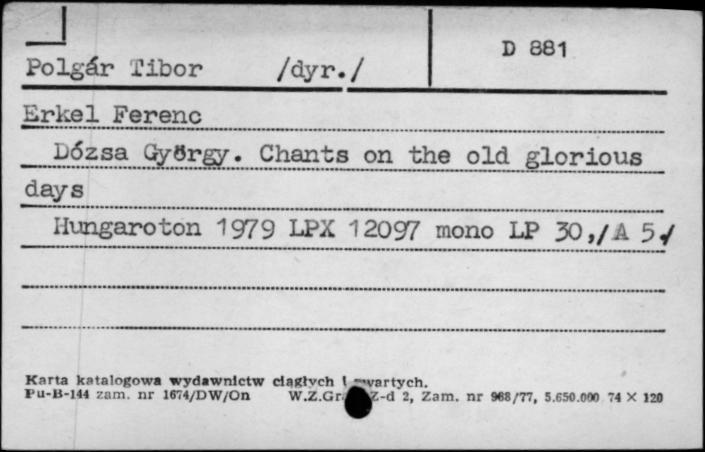 D 881
Polgár Tibor /dyr./
Erkel Ferenc
Dózsa György. Chants on the old glorious
days
Hungaroton 1979 LPX 12097 mono LP 30,/A 5/
Karta katalogowa wydawnictw ciągłych i zwartych.
Pu-B-144 zam. nr 1674/DW/On W.Z.Graf. Z-d 2, Zam. nr 968/77, 5.650.000 74 X 120